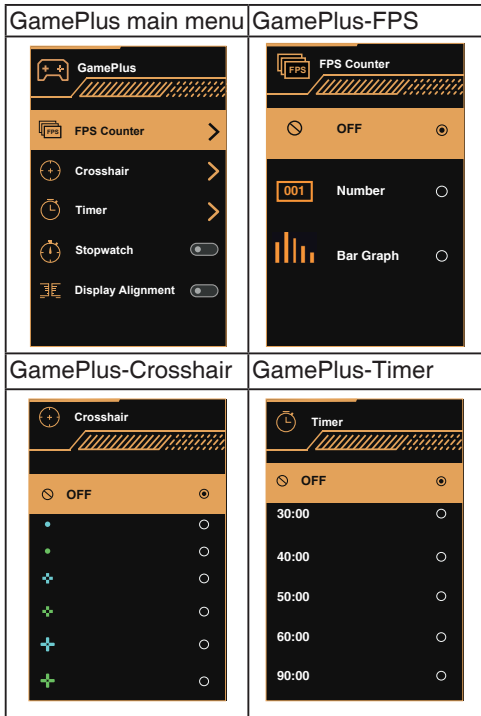 GamePlus main menu
GamePlus
FPS
FPS Counter
Crosshair
Timer
Stopwatch
Display Alignment
GamePlus-FPS
FPS
FPS Counter
OFF
001 Number
Bar Graph
GamePlus-Crosshair
Crosshair
OFF
GamePlus-Timer
Timer
OFF
30:00
40:00
50:00
60:00
90:00